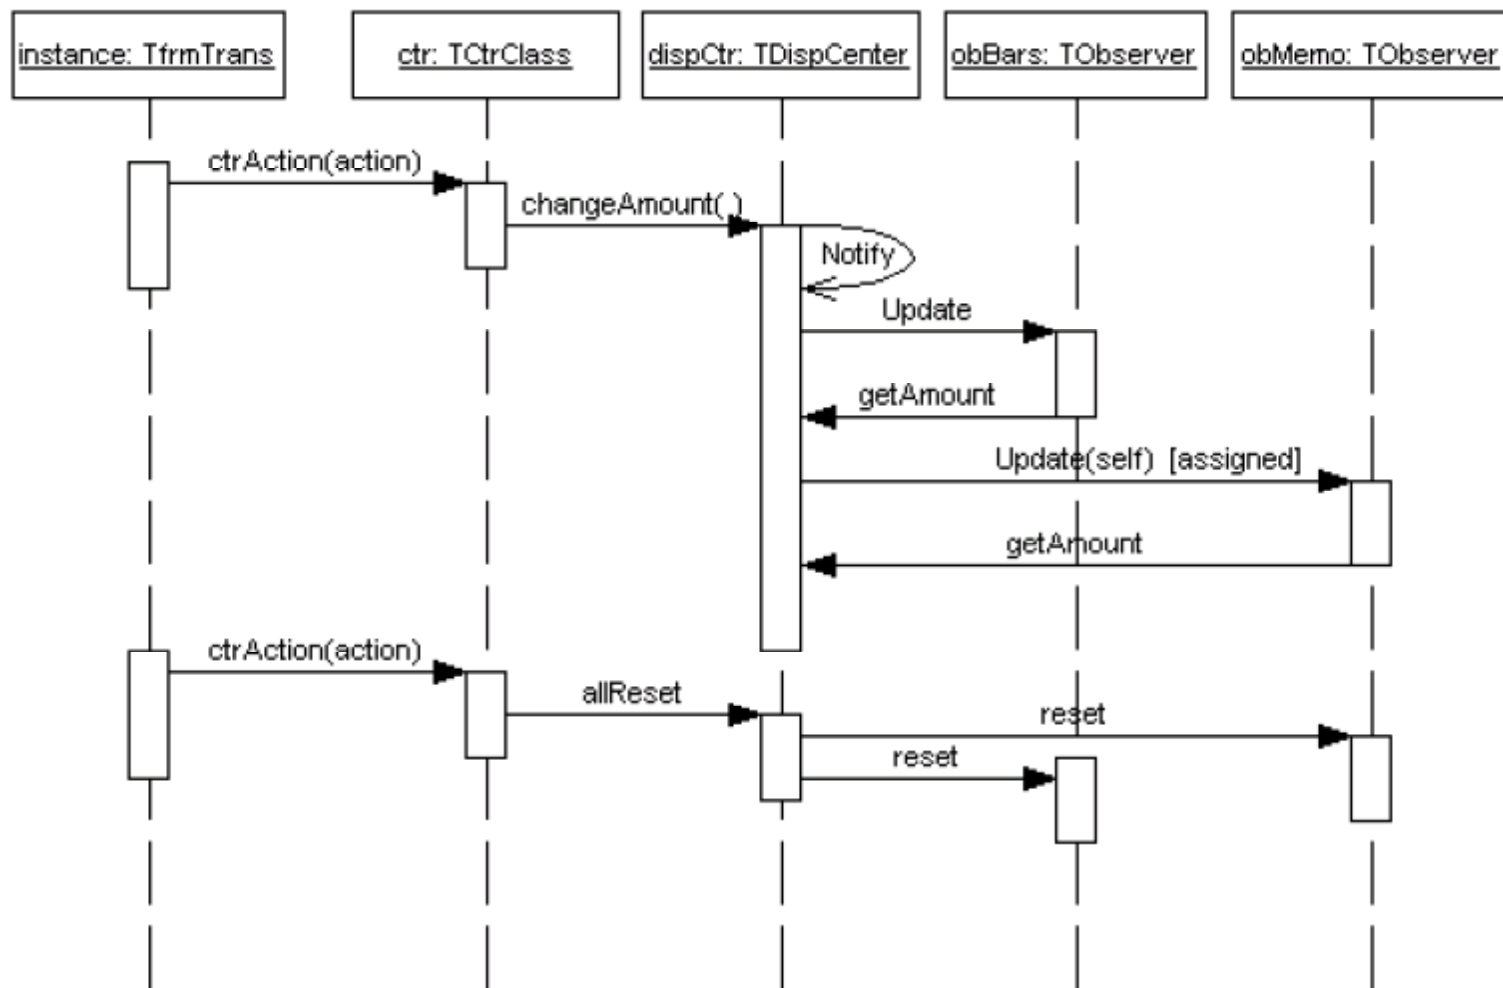 instance: TfrmTrans
ctr: TCtrClass
dispCtr: TDispCenter
obBars: TObserver
obMemo: TObserver
ctrAction(action)
changeAmount( )
Notify
Update
getAmount
Update(self) [assigned]
getAmount
ctrAction(action)
allReset
reset
reset